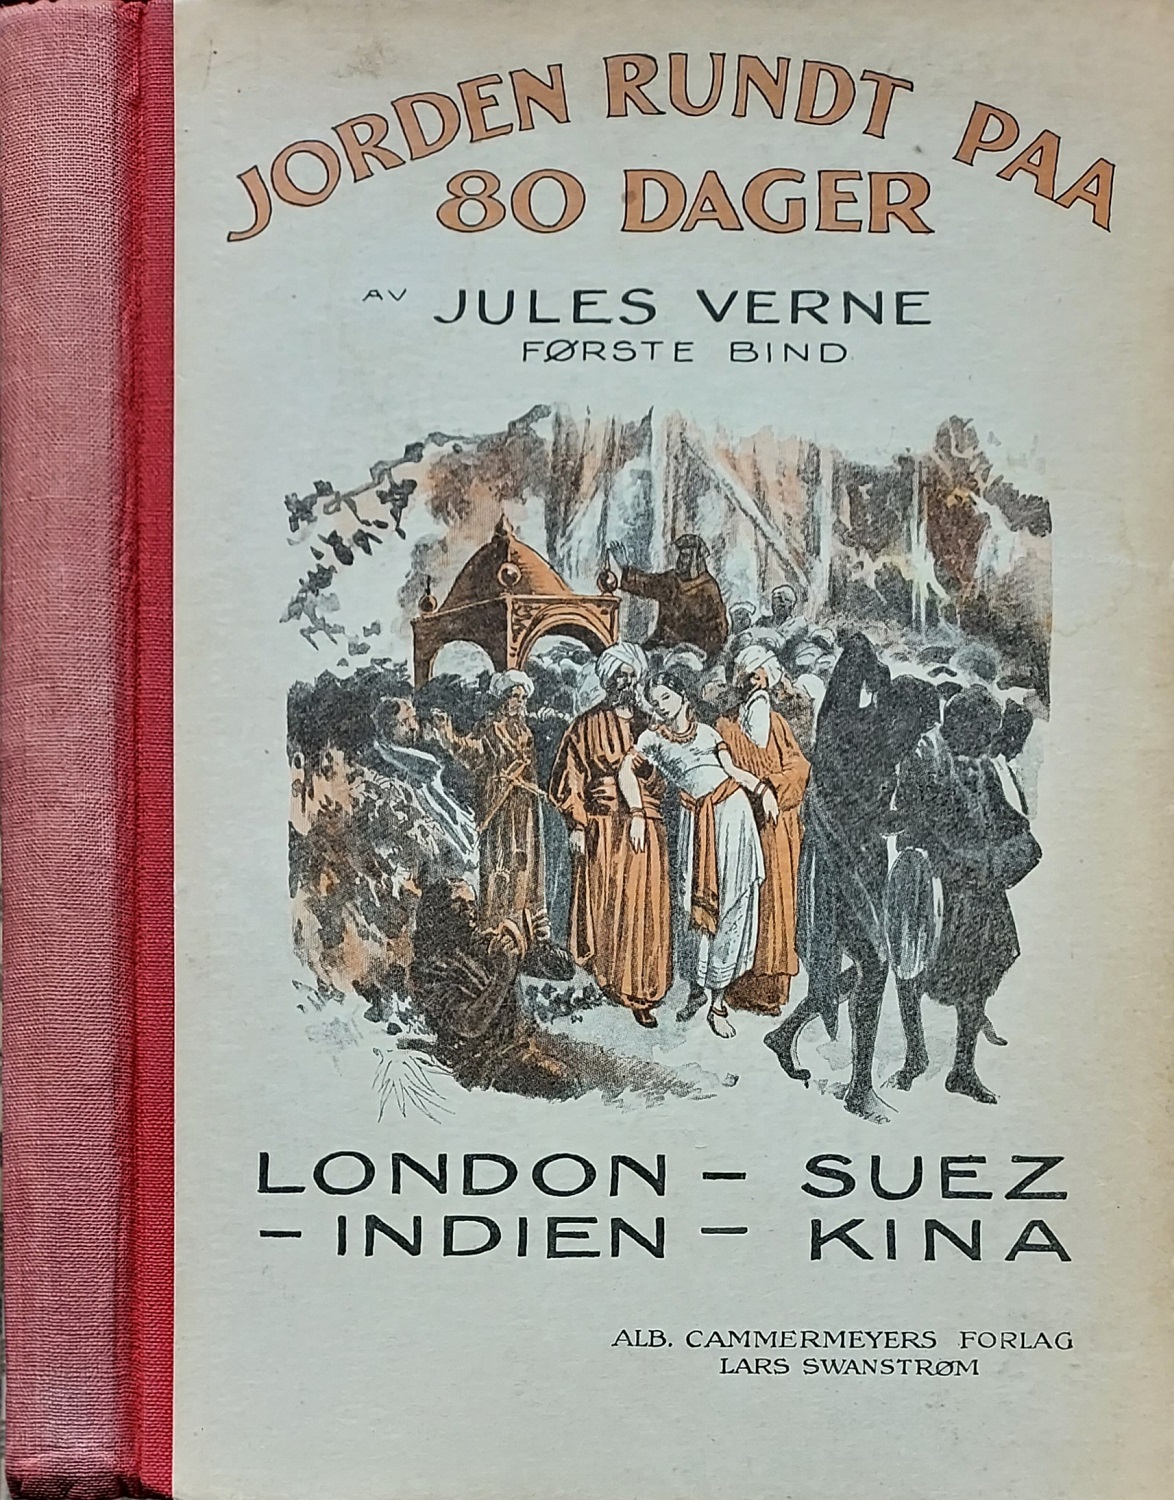 JORDEN RUNDT PAA
80 DAGER
AV JULES VERNE
FØRSTE BIND
LONDON – SUEZ
– INDIEN – KINA
ALB. CAMMERMEYERS FORLAG
LARS SWANSTRØM